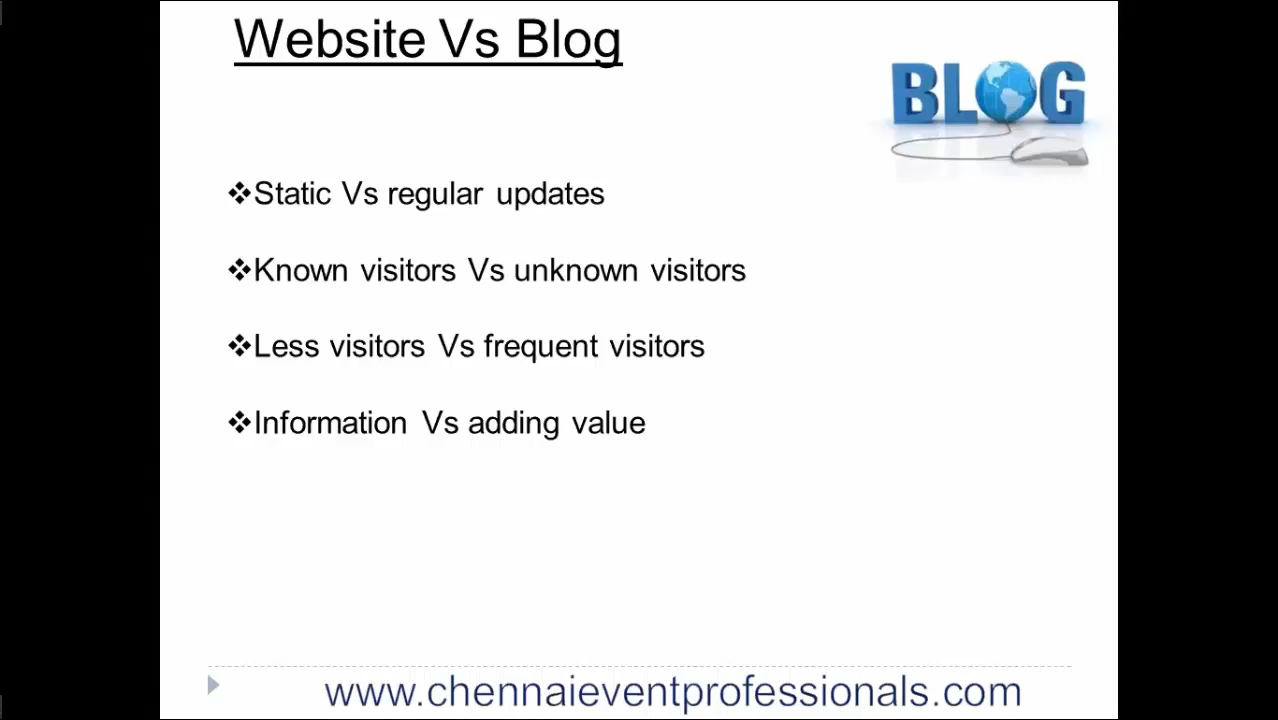 Website Vs Blog
BLOG
❖Static Vs regular updates
❖Known visitors Vs unknown visitors
❖Less visitors Vs frequent visitors
❖Information Vs adding value
www.chennaieventprofessionals.com